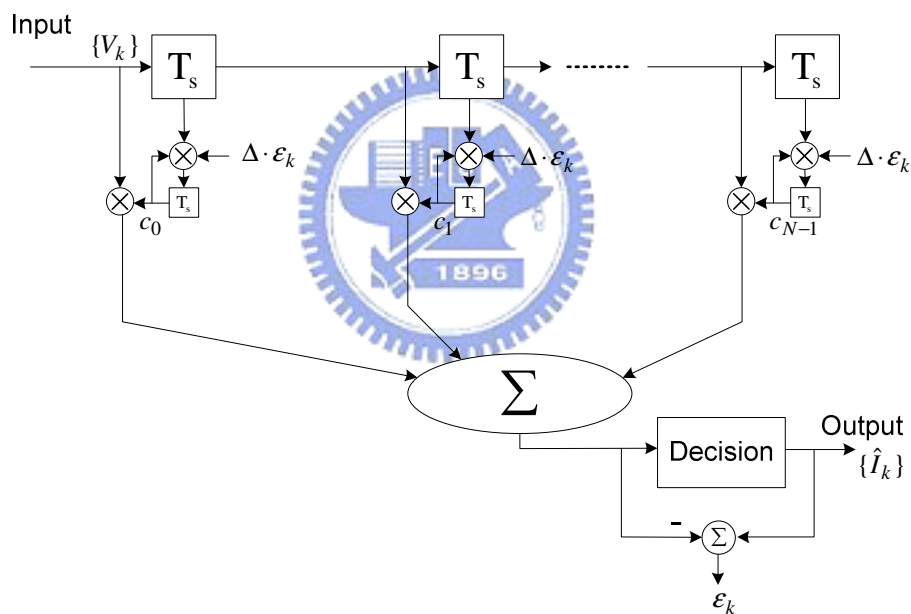 Input
{V_k}
T_s T_s ........ T_s
Δ · ε_k Δ · ε_k Δ · ε_k
T_s T_s T_s
c_0 c_1 c_{N−1}
1896
Σ
Output
Decision
{Î_k}
-
Σ
ε_k